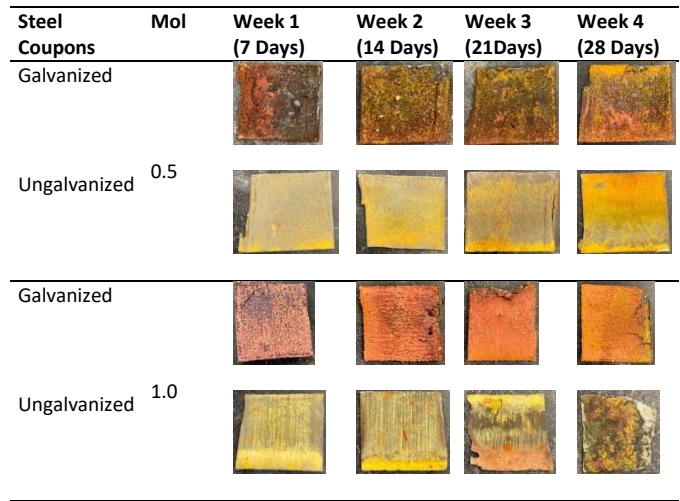 Steel Coupons Mol Week 1 (7 Days) Week 2 (14 Days) Week 3 (21Days) Week 4 (28 Days)
Galvanized
0.5
Ungalvanized
Galvanized
1.0
Ungalvanized